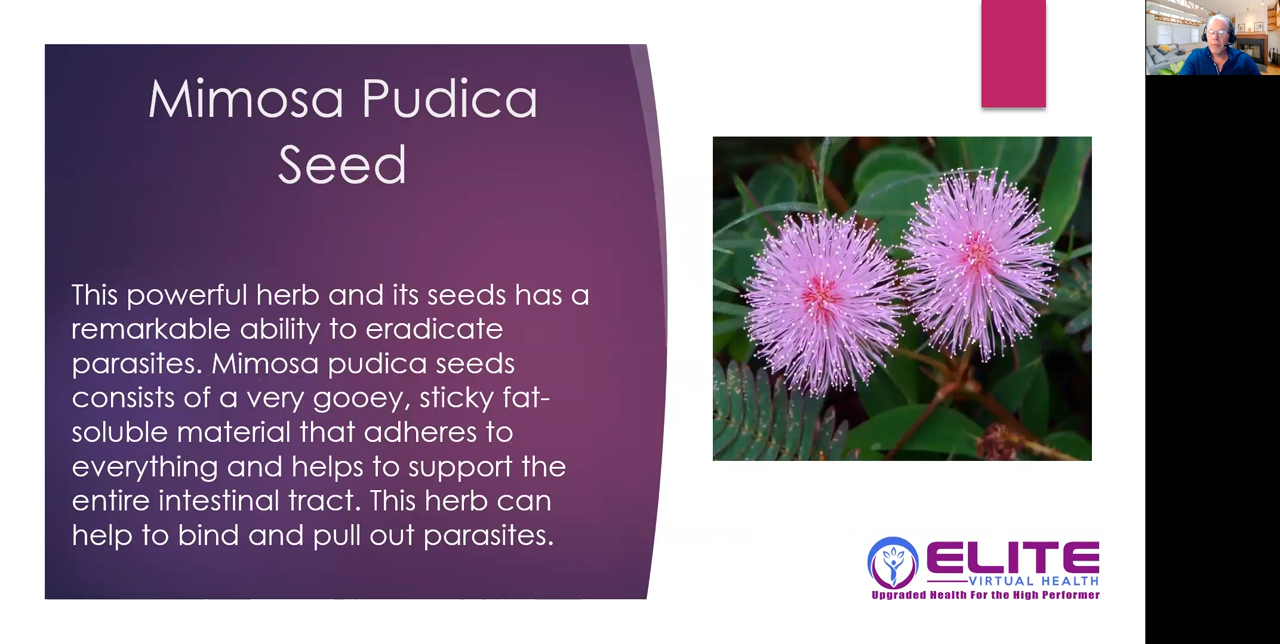 Mimosa Pudica
Seed
This powerful herb and its seeds has a
remarkable ability to eradicate
parasites. Mimosa pudica seeds
consists of a very gooey, sticky fat-
soluble material that adheres to
everything and helps to support the
entire intestinal tract. This herb can
help to bind and pull out parasites.
ELITE
VIRTUAL HEALTH
Upgraded Health For the High Performer